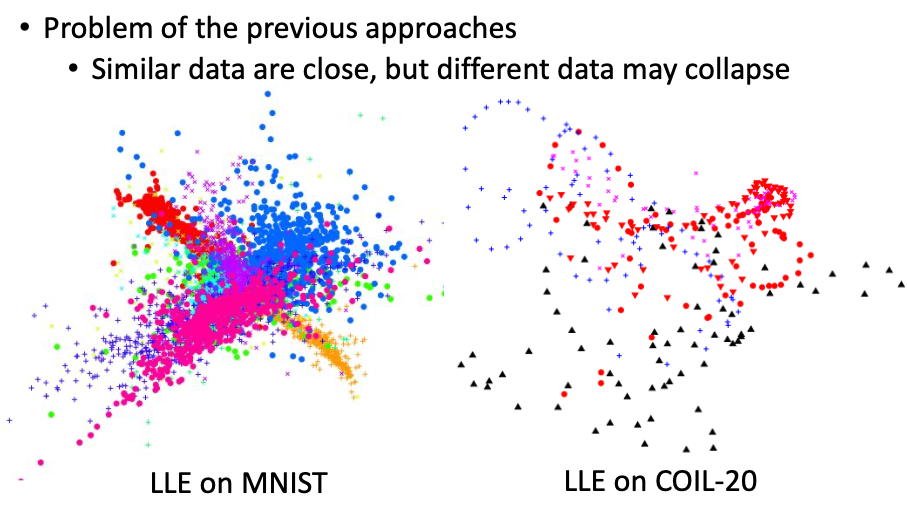 • Problem of the previous approaches
• Similar data are close, but different data may collapse
LLE on MNIST
LLE on COIL-20